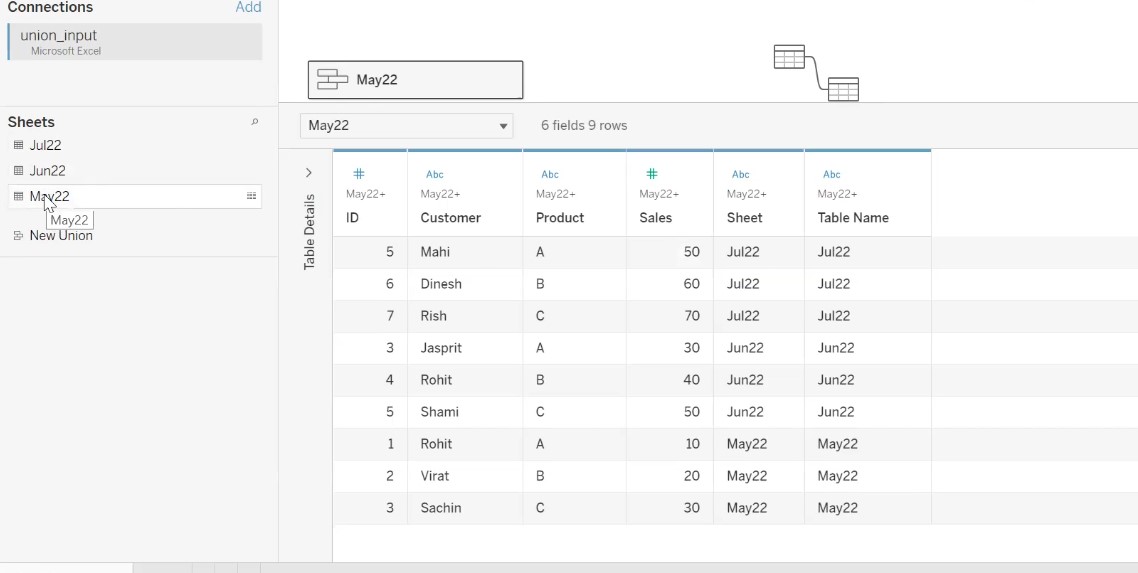 Connections Add
union_input
Microsoft Excel
Sheets
Jul22
Jun22
May22
May22
New Union
May22
May22 6 fields 9 rows
Table Details
# Abc Abc # Abc Abc
May22+ May22+ May22+ May22+ May22+ May22+
ID Customer Product Sales Sheet Table Name
5 Mahi A 50 Jul22 Jul22
6 Dinesh B 60 Jul22 Jul22
7 Rish C 70 Jul22 Jul22
3 Jasprit A 30 Jun22 Jun22
4 Rohit B 40 Jun22 Jun22
5 Shami C 50 Jun22 Jun22
1 Rohit A 10 May22 May22
2 Virat B 20 May22 May22
3 Sachin C 30 May22 May22